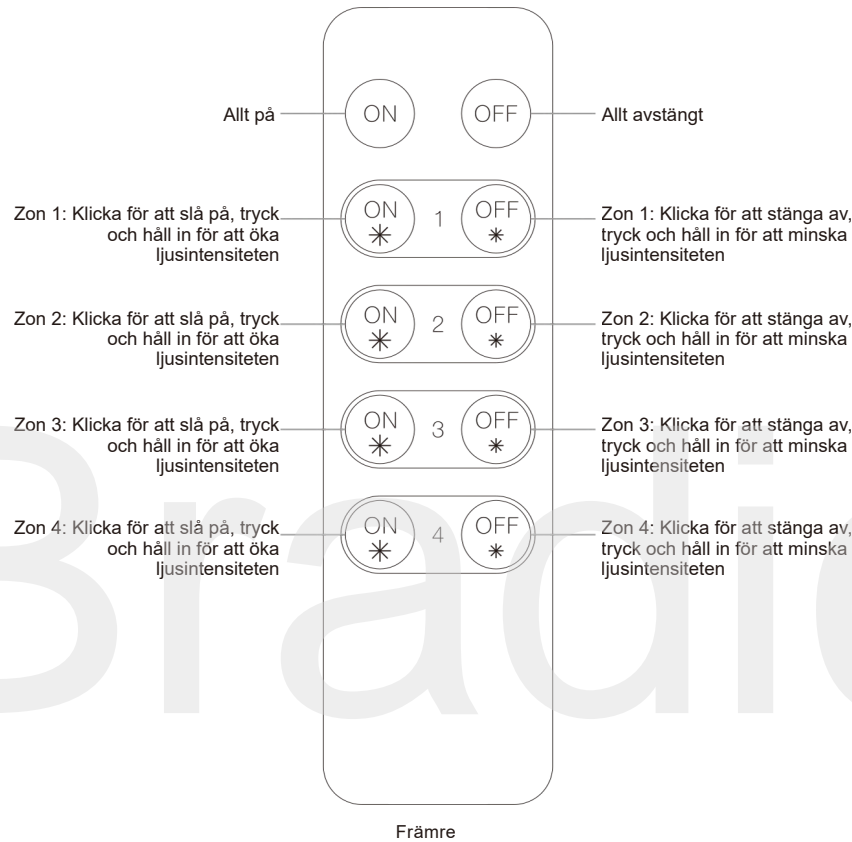 Allt på
ON
OFF
Allt avstängt
Zon 1: Klicka för att slå på, tryck
och håll in för att öka
ljusintensiteten
ON
1
OFF
Zon 1: Klicka för att stänga av,
tryck och håll in för att minska
ljusintensiteten
Zon 2: Klicka för att slå på, tryck
och håll in för att öka
ljusintensiteten
ON
2
OFF
Zon 2: Klicka för att stänga av,
tryck och håll in för att minska
ljusintensiteten
Zon 3: Klicka för att slå på, tryck
och håll in för att öka
ljusintensiteten
ON
3
OFF
Zon 3: Klicka för att stänga av,
tryck och håll in för att minska
ljusintensiteten
Zon 4: Klicka för att slå på, tryck
och håll in för att öka
ljusintensiteten
ON
4
OFF
Zon 4: Klicka för att stänga av,
tryck och håll in för att minska
ljusintensiteten
Främre